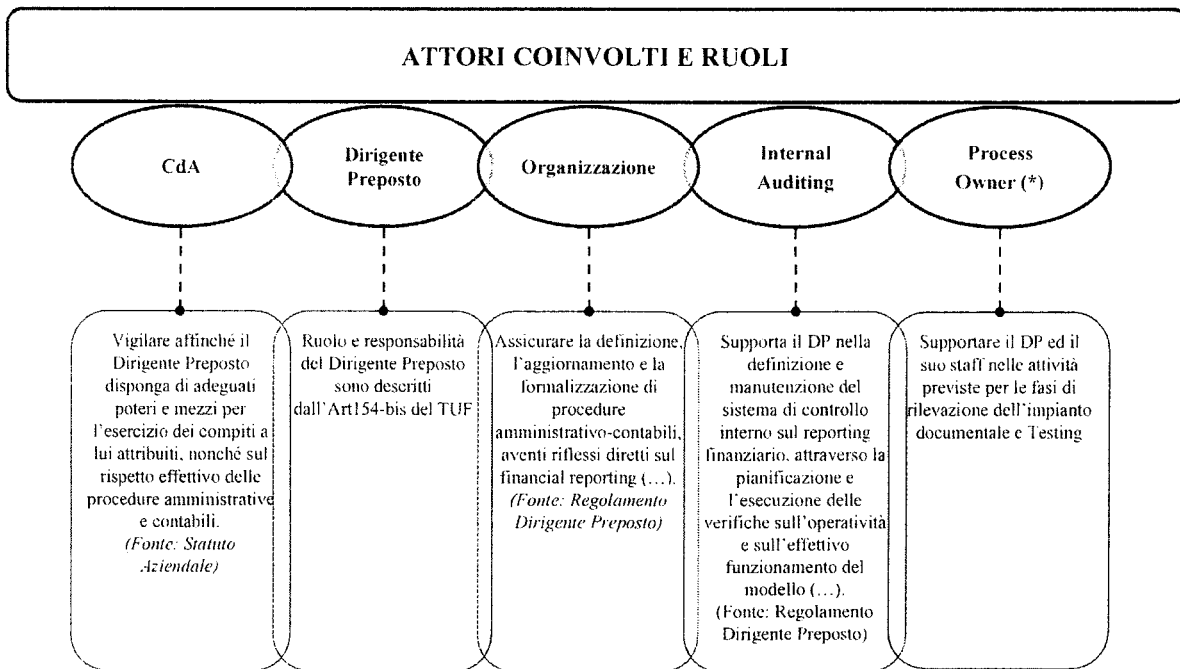 ATTORI COINVOLTI E RUOLI
CdA
Dirigente
Preposto
Organizzazione
Internal
Auditing
Process
Owner (*)
Vigilare affinché il
Dirigente Preposto
disponga di adeguati
poteri e mezzi per
l'esercizio dei compiti a
lui attribuiti, nonché sul
rispetto effettivo delle
procedure amministrative
e contabili.
(Fonte: Statuto
Aziendale)
Ruolo e responsabilità
del Dirigente Preposto
sono descritti
dall'Art154-bis del TUF
Assicurare la definizione,
l'aggiornamento e la
formalizzazione di
procedure
amministrativo-contabili,
aventi riflessi diretti sul
financial reporting (…).
(Fonte: Regolamento
Dirigente Preposto)
Supporta il DP nella
definizione e
manutenzione del
sistema di controllo
interno sul reporting
finanziario, attraverso la
pianificazione e
l'esecuzione delle
verifiche sull'operatività
e sull'effettivo
funzionamento del
modello (…).
(Fonte: Regolamento
Dirigente Preposto)
Supportare il DP ed il
suo staff nelle attività
previste per le fasi di
rilevazione dell'impianto
documentale e Testing